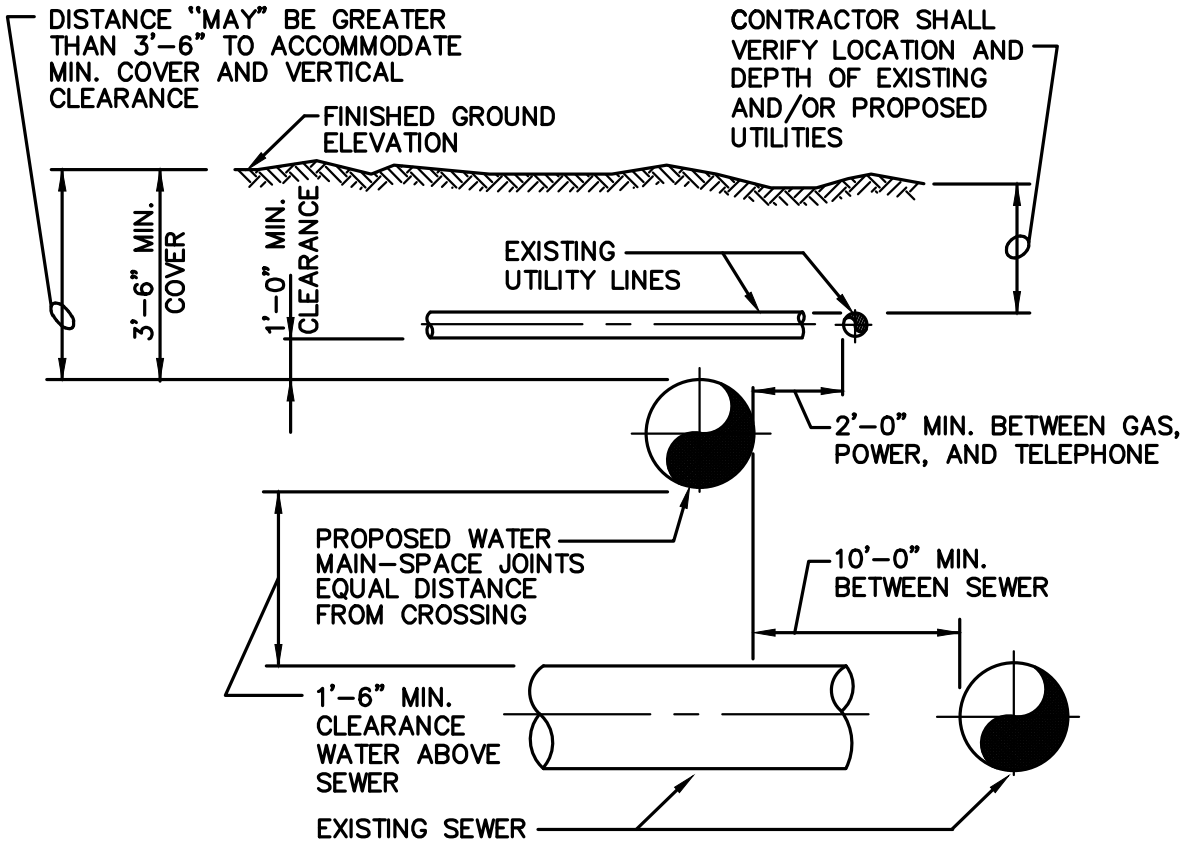 DISTANCE "MAY" BE GREATER
THAN 3'-6" TO ACCOMMODATE
MIN. COVER AND VERTICAL
CLEARANCE
CONTRACTOR SHALL
VERIFY LOCATION AND
DEPTH OF EXISTING
AND/OR PROPOSED
UTILITIES
FINISHED GROUND
ELEVATION
3'-6" MIN.
COVER
1'-0" MIN.
CLEARANCE
EXISTING
UTILITY LINES
2'-0" MIN. BETWEEN GAS,
POWER, AND TELEPHONE
PROPOSED WATER
MAIN-SPACE JOINTS
EQUAL DISTANCE
FROM CROSSING
10'-0" MIN.
BETWEEN SEWER
1'-6" MIN.
CLEARANCE
WATER ABOVE
SEWER
EXISTING SEWER